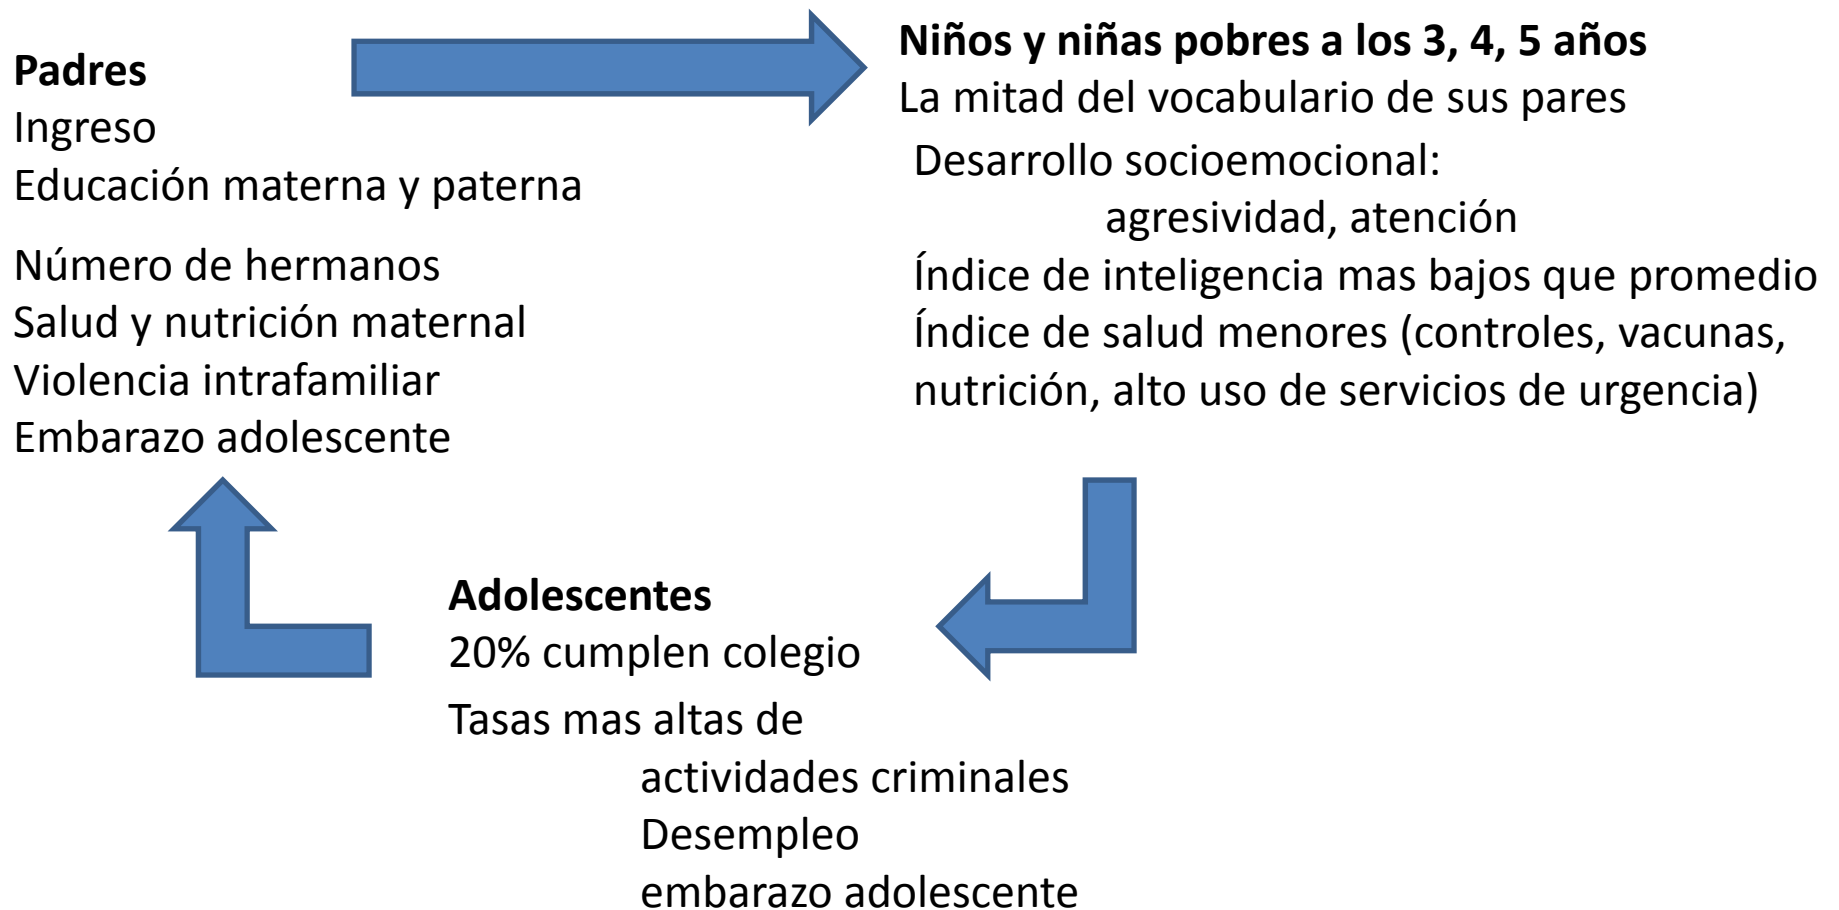 Padres
Ingreso
Educación materna y paterna
Número de hermanos
Salud y nutrición maternal
Violencia intrafamiliar
Embarazo adolescente
Niños y niñas pobres a los 3, 4, 5 años
La mitad del vocabulario de sus pares
Desarrollo socioemocional:
agresividad, atención
Índice de inteligencia mas bajos que promedio
Índice de salud menores (controles, vacunas,
nutrición, alto uso de servicios de urgencia)
Adolescentes
20% cumplen colegio
Tasas mas altas de
actividades criminales
Desempleo
embarazo adolescente